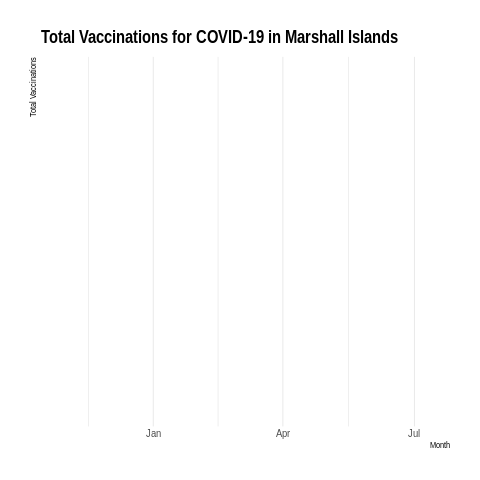 Total Vaccinations for COVID-19 in Marshall Islands
Total Vaccinations
Jan Apr Jul
Month